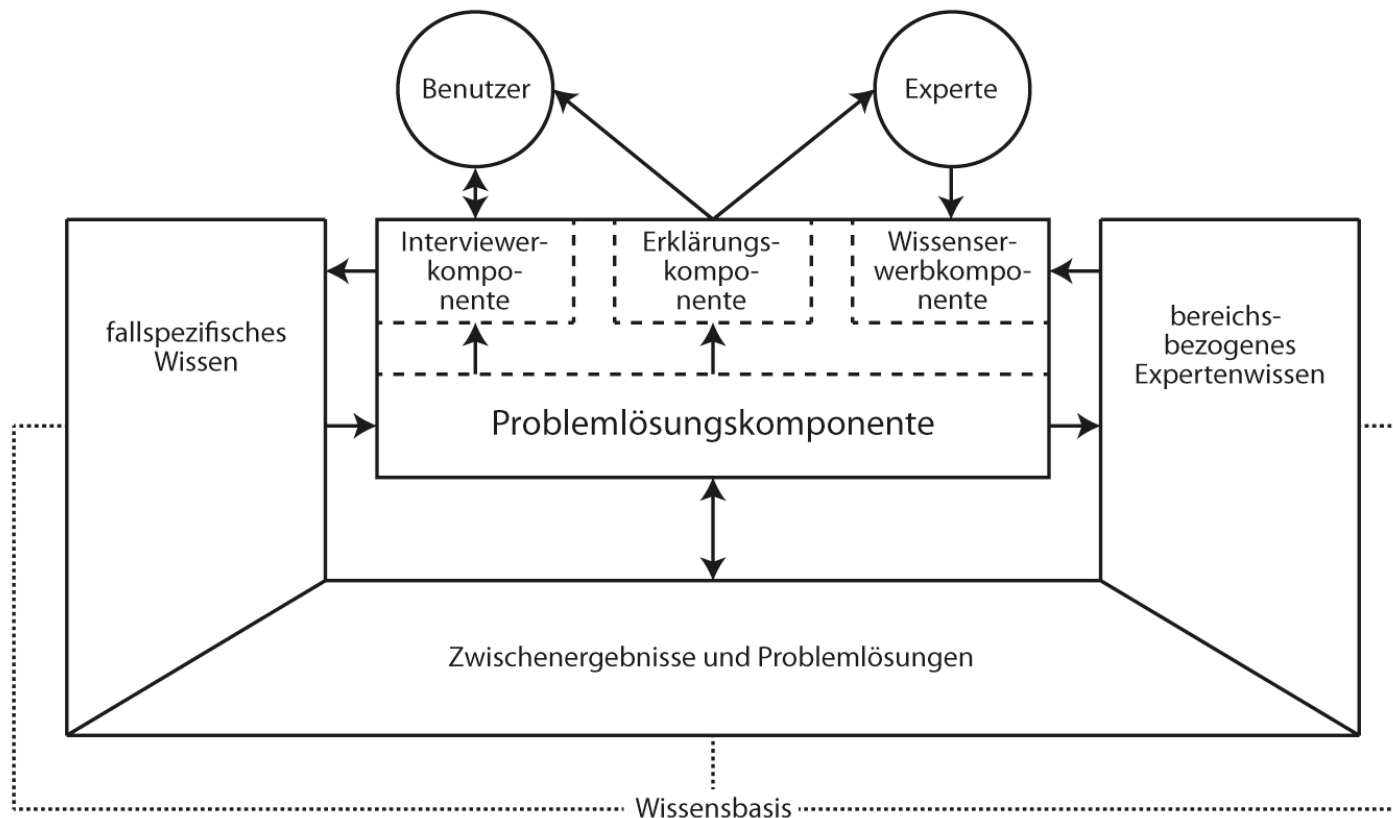 Benutzer
Experte
Interviewer-
kompo-
nente
Erklärungs-
kompo-
nente
Wissenser-
werbkompo-
nente
fallspezifisches
Wissen
bereichs-
bezogenes
Expertenwissen
Problemlösungskomponente
Zwischenergebnisse und Problemlösungen
Wissensbasis